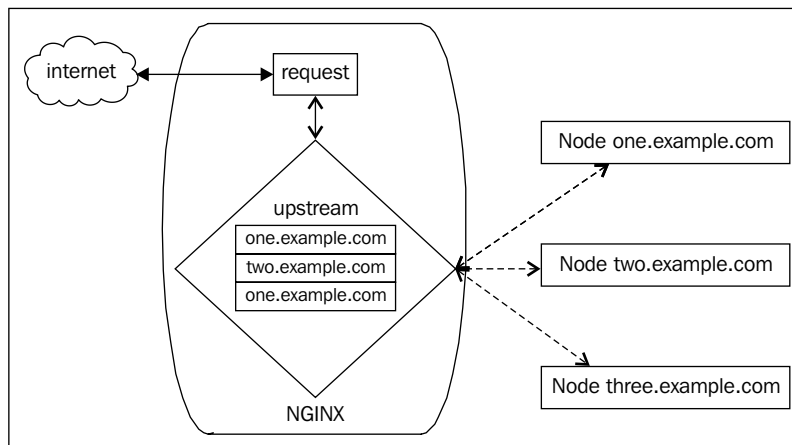 internet
request
upstream
one.example.com
two.example.com
one.example.com
NGINX
Node one.example.com
Node two.example.com
Node three.example.com